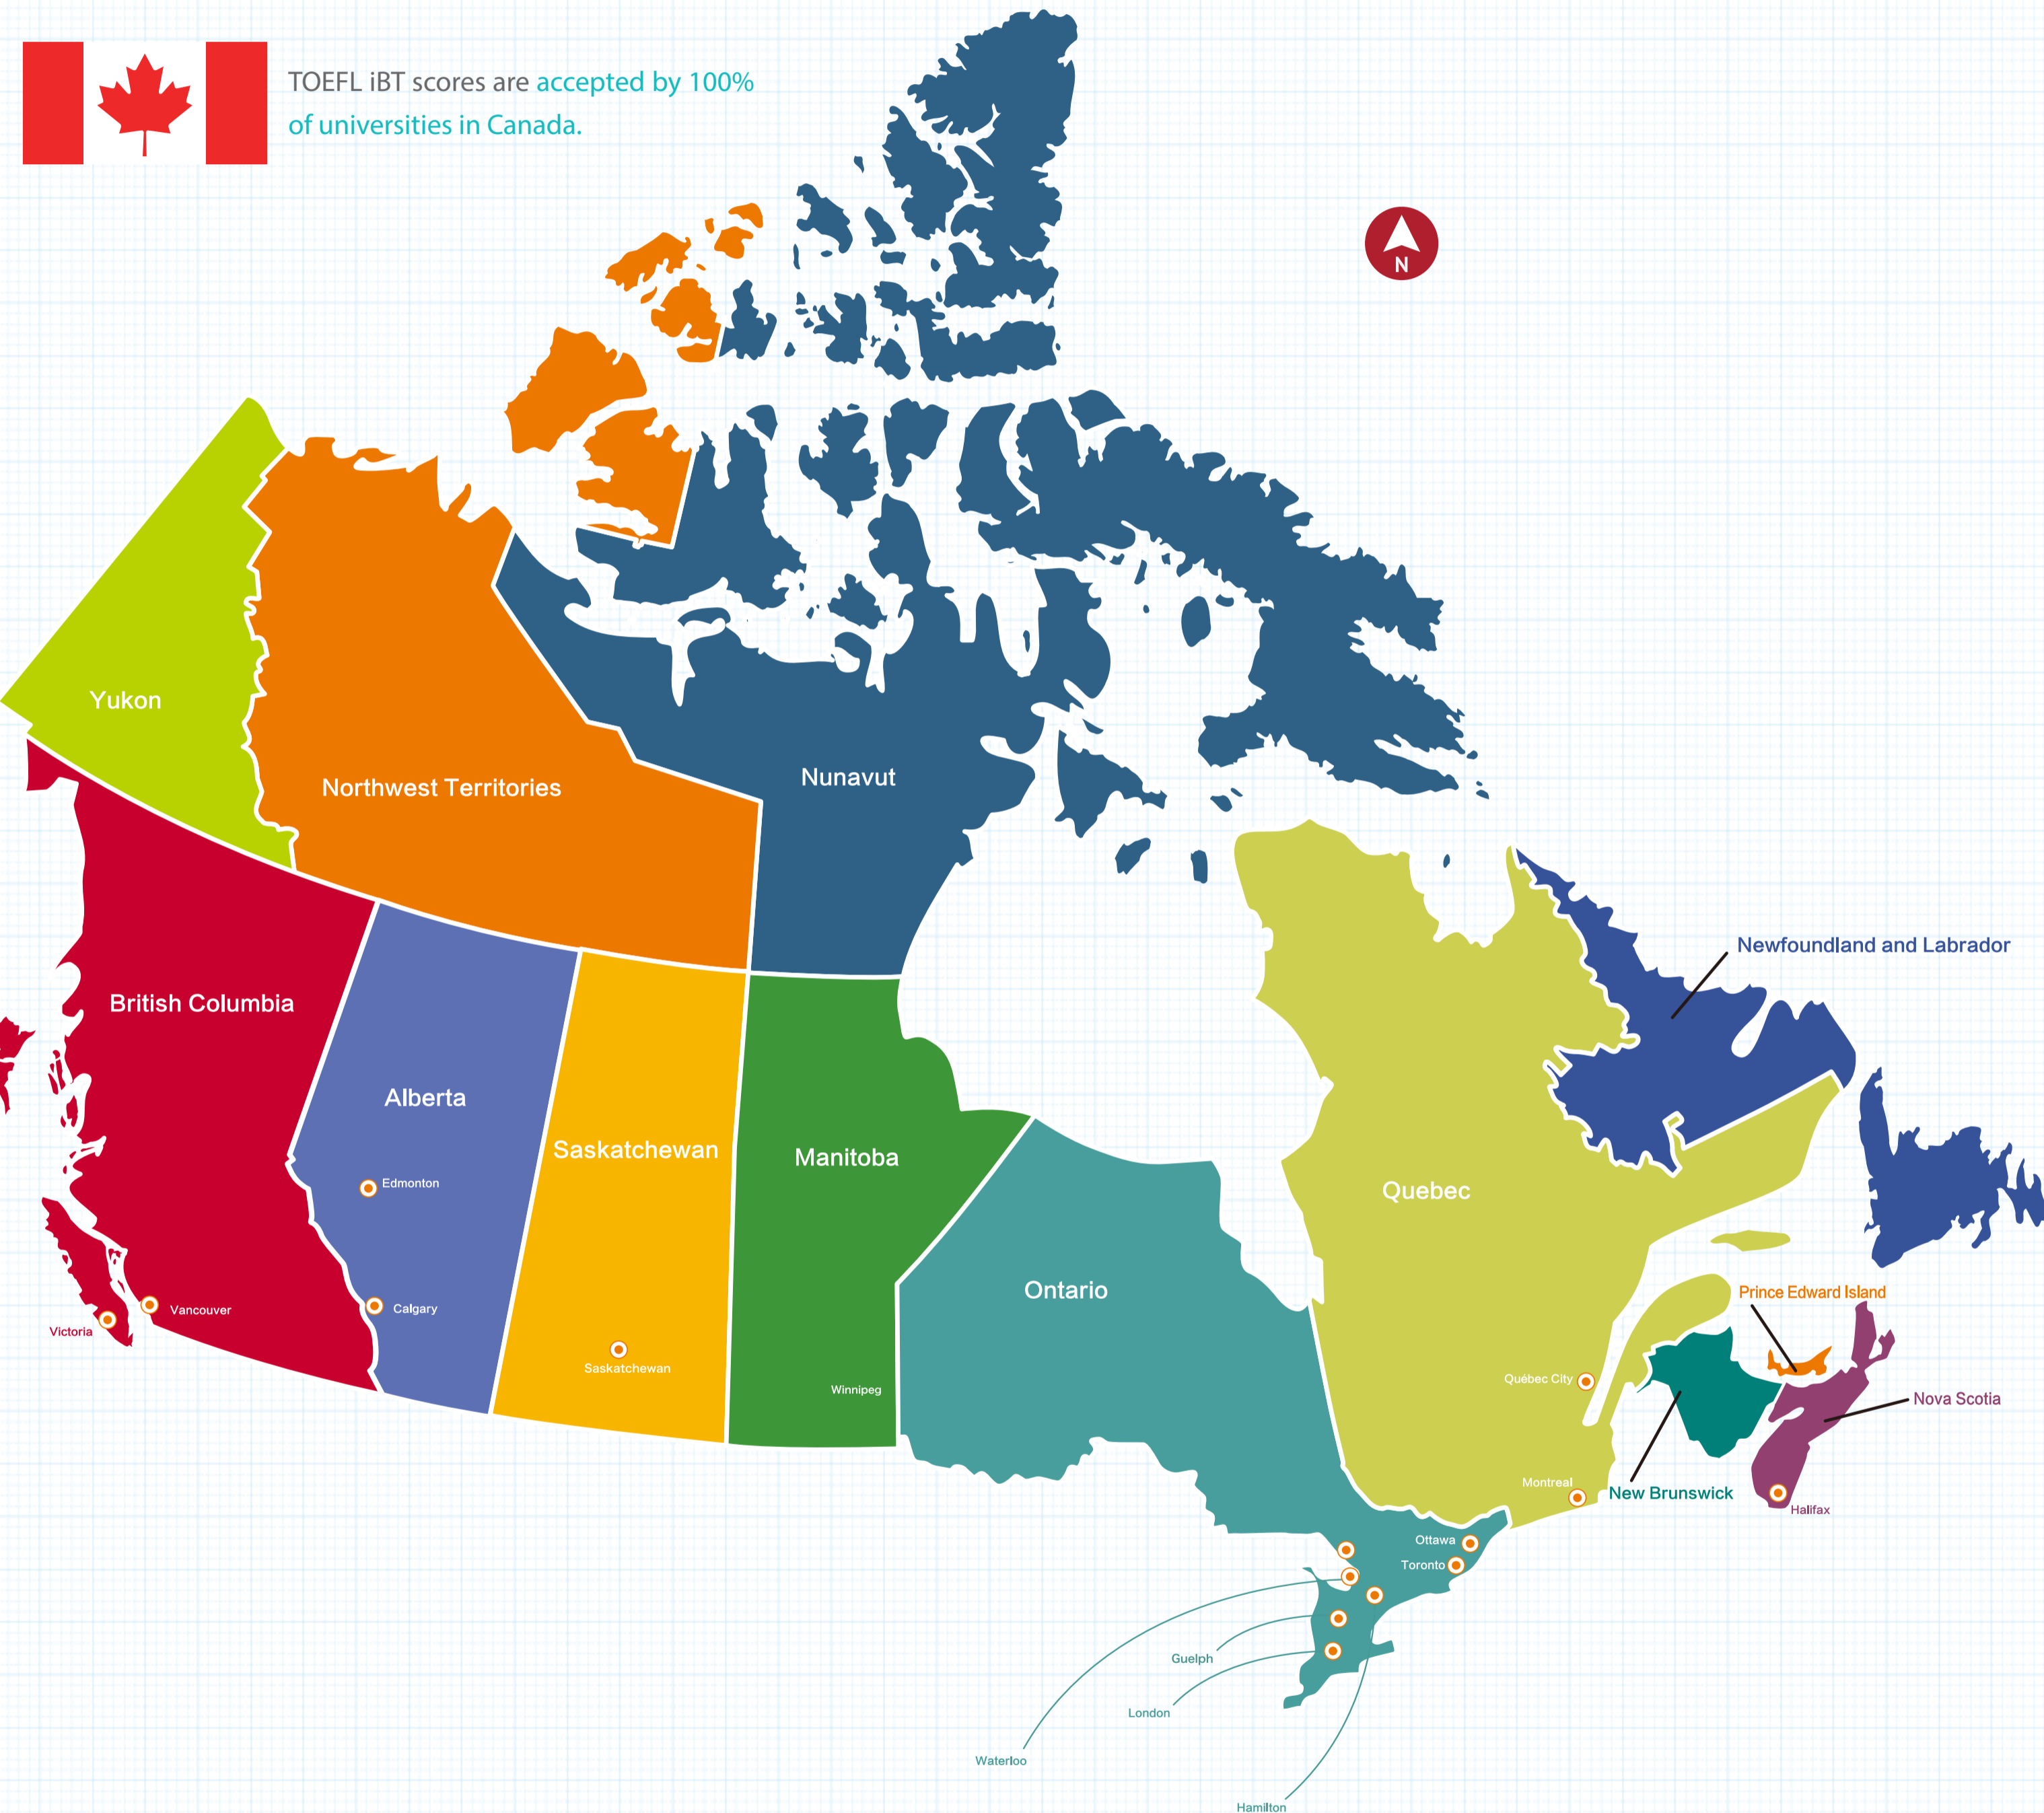 TOEFL iBT scores are accepted by 100%
of universities in Canada.
N
Yukon
Northwest Territories
Nunavut
Newfoundland and Labrador
British Columbia
Alberta
Saskatchewan
Manitoba
Edmonton
Quebec
Ontario
Prince Edward Island
Vancouver
Calgary
Victoria
Saskatchewan
Québec City
Winnipeg
Nova Scotia
Montreal
New Brunswick
Halifax
Ottawa
Toronto
Guelph
London
Waterloo
Hamilton